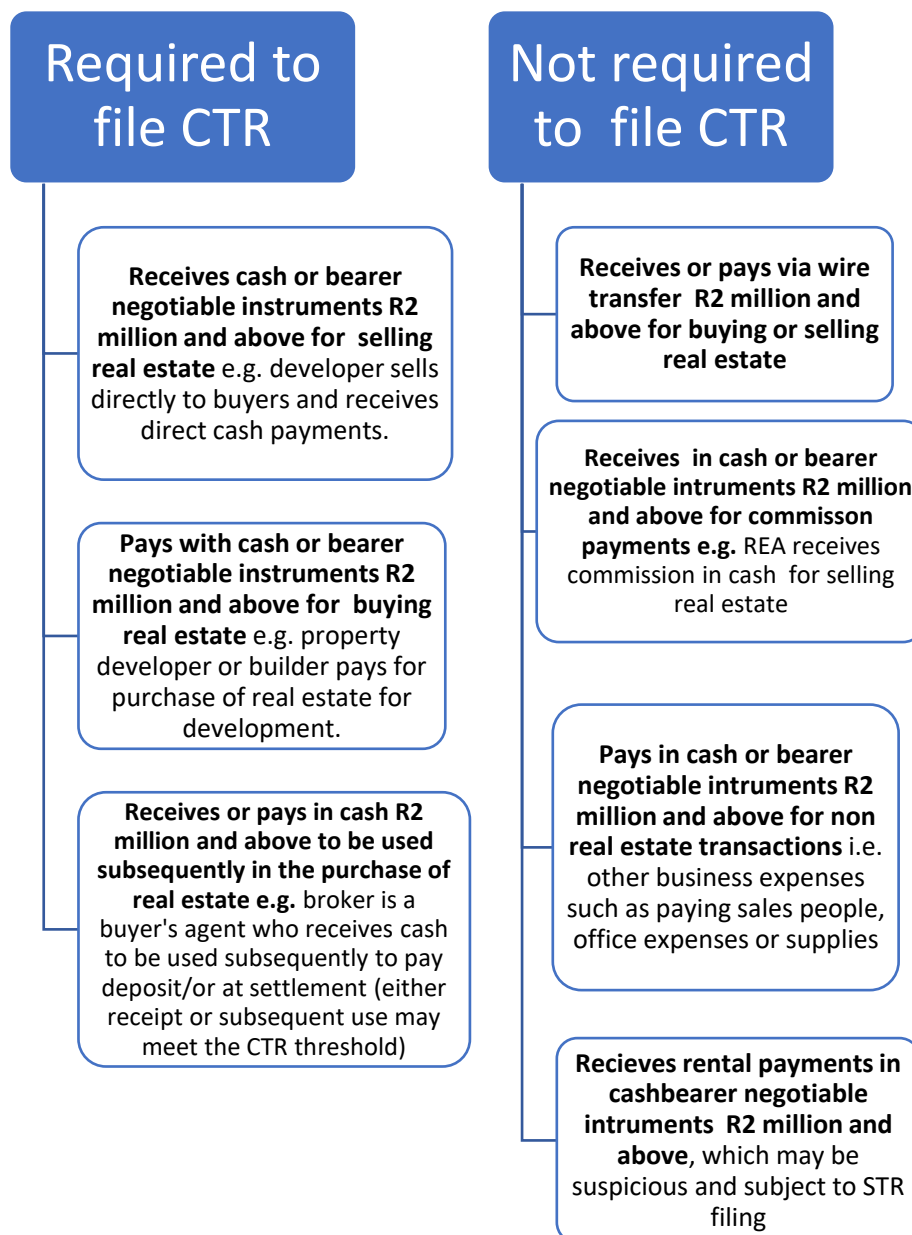 Required to
file CTR
Receives cash or bearer
negotiable instruments R2
million and above for selling
real estate e.g. developer sells
directly to buyers and receives
direct cash payments.
Pays with cash or bearer
negotiable instruments R2
million and above for buying
real estate e.g. property
developer or builder pays for
purchase of real estate for
development.
Receives or pays in cash R2
million and above to be used
subsequently in the purchase of
real estate e.g. broker is a
buyer's agent who receives cash
to be used subsequently to pay
deposit/or at settlement (either
receipt or subsequent use may
meet the CTR threshold)
Not required
to file CTR
Receives or pays via wire
transfer R2 million and
above for buying or selling
real estate
Receives in cash or bearer
negotiable intruments R2 million
and above for commisson
payments e.g. REA receives
commission in cash for selling
real estate
Pays in cash or bearer
negotiable intruments R2
million and above for non
real estate transactions i.e.
other business expenses
such as paying sales people,
office expenses or supplies
Recieves rental payments in
cashbearer negotiable
intruments R2 million and
above, which may be
suspicious and subject to STR
filing